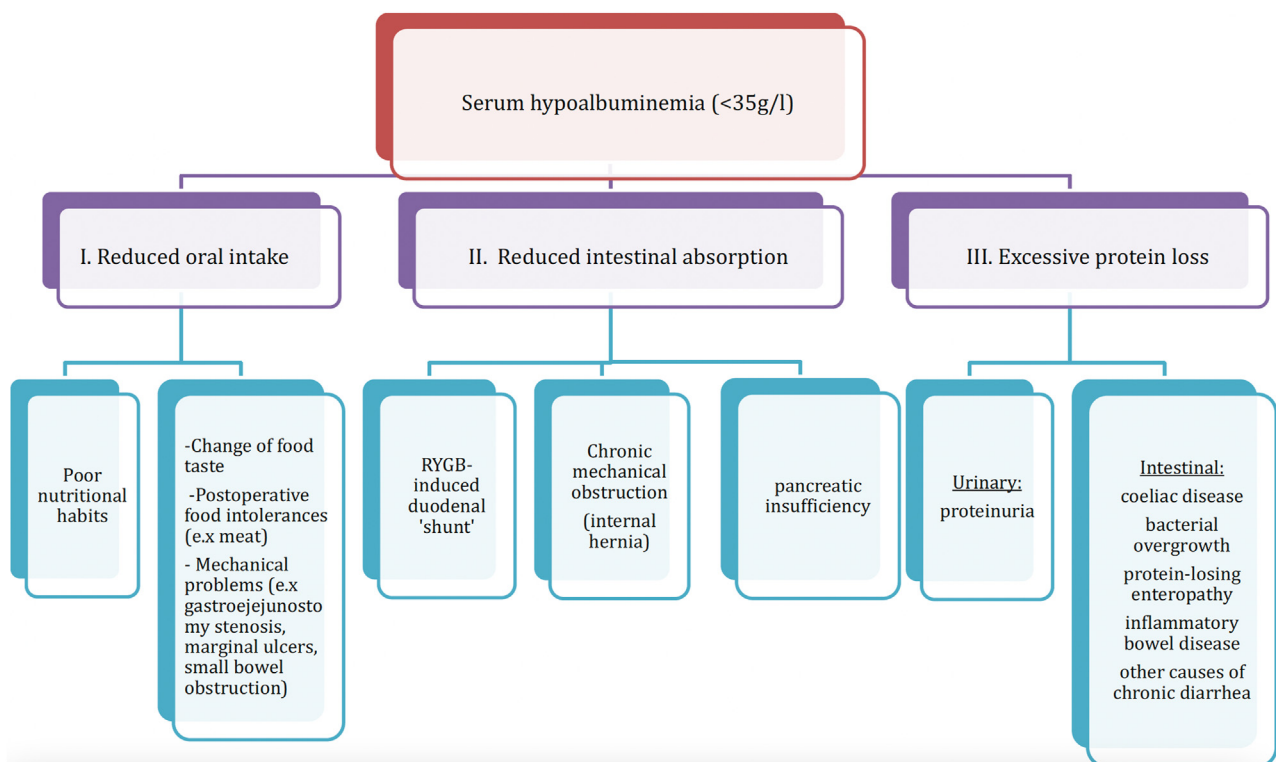 Serum hypoalbuminemia (<35g/l)
I. Reduced oral intake
II. Reduced intestinal absorption
III. Excessive protein loss
Poor
nutritional
habits
-Change of food
taste
-Postoperative
food intolerances
(e.x meat)
- Mechanical
problems (e.x
gastroejejunosto
my stenosis,
marginal ulcers,
small bowel
obstruction)
RYGB-
induced
duodenal
'shunt'
Chronic
mechanical
obstruction
(internal
hernia)
pancreatic
insufficiency
Urinary:
proteinuria
Intestinal:
coeliac disease
bacterial
overgrowth
protein-losing
enteropathy
inflammatory
bowel disease
other causes of
chronic diarrhea